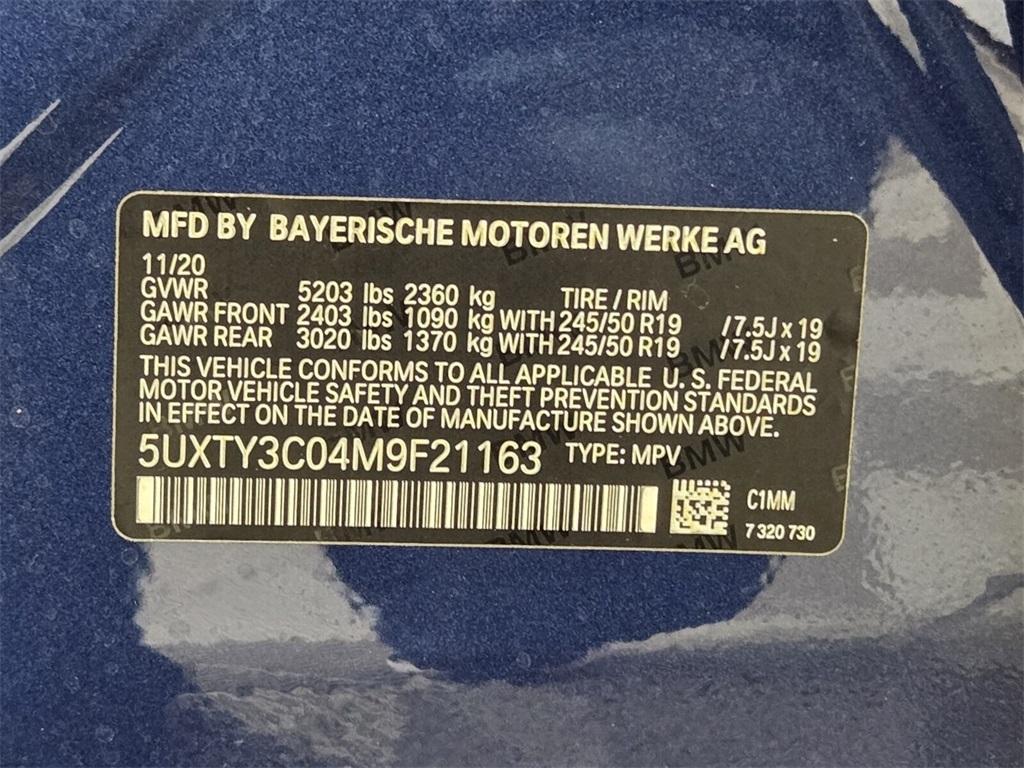 MFD BY BAYERISCHE MOTOREN WERKE AG
11/20
GVWR 5203 lbs 2360 kg TIRE / RIM
GAWR FRONT 2403 lbs 1090 kg WITH 245/50 R19 /7.5J x 19
GAWR REAR 3020 lbs 1370 kg WITH 245/50 R19 /7.5J x 19
THIS VEHICLE CONFORMS TO ALL APPLICABLE U. S. FEDERAL
MOTOR VEHICLE SAFETY AND THEFT PREVENTION STANDARDS
IN EFFECT ON THE DATE OF MANUFACTURE SHOWN ABOVE.
5UXTY3C04M9F21163 TYPE: MPV
C1MM
7 320 730